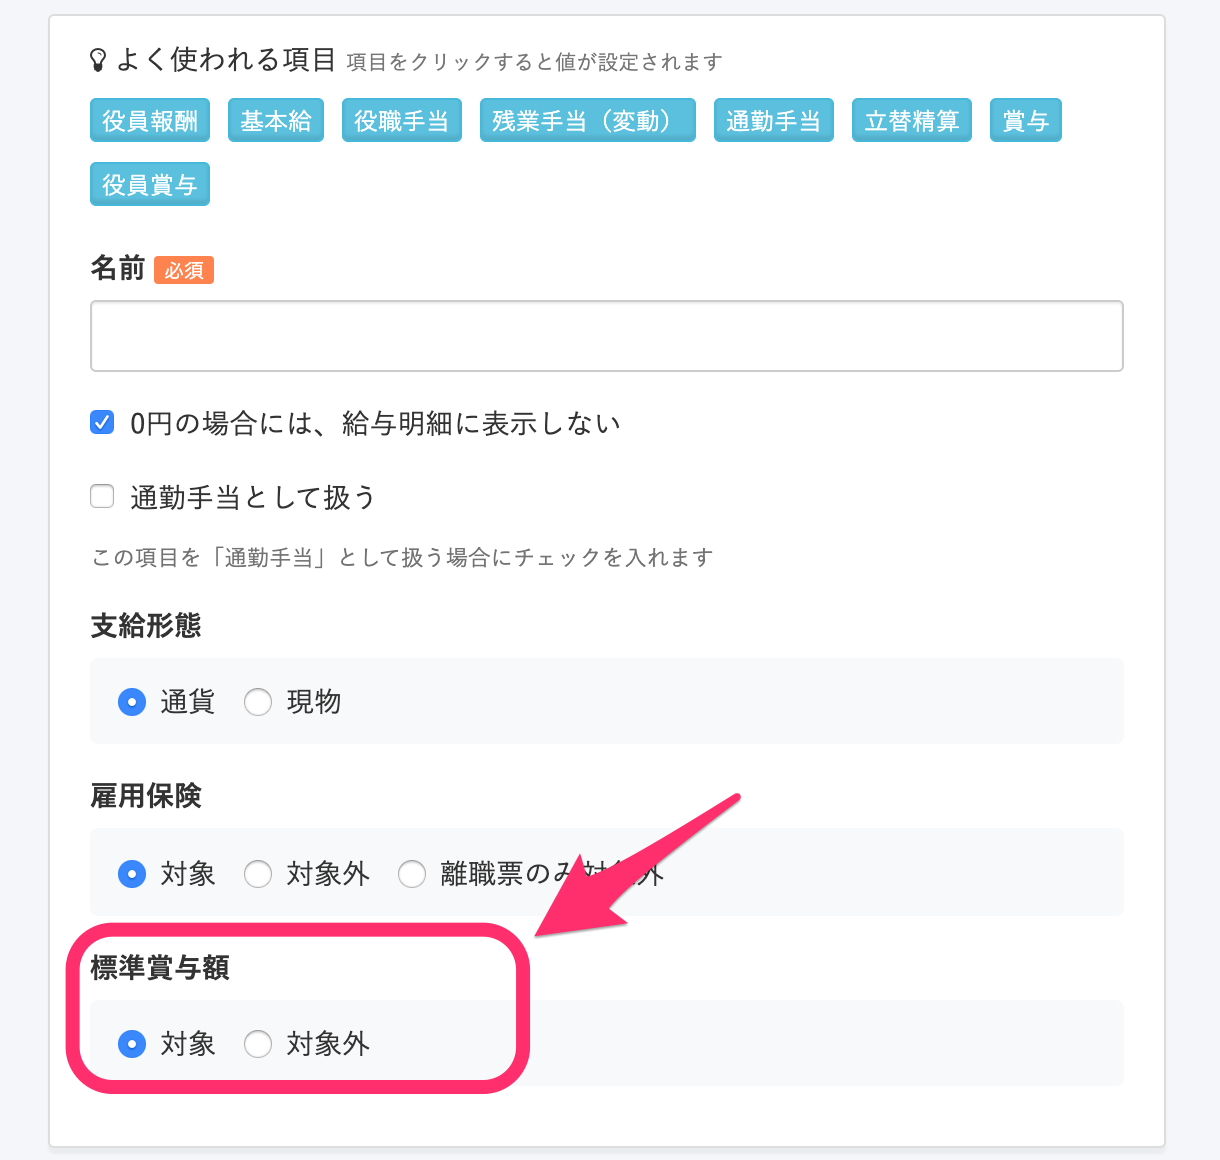 よく使われる項目 項目をクリックすると値が設定されます
役員報酬 基本給 役職手当 残業手当（変動） 通勤手当 立替精算 賞与
役員賞与
名前 必須
0円の場合には、給与明細に表示しない
通勤手当として扱う
この項目を「通勤手当」として扱う場合にチェックを入れます
支給形態
通貨 現物
雇用保険
対象 対象外 離職票のみ対象外
標準賞与額
対象 対象外